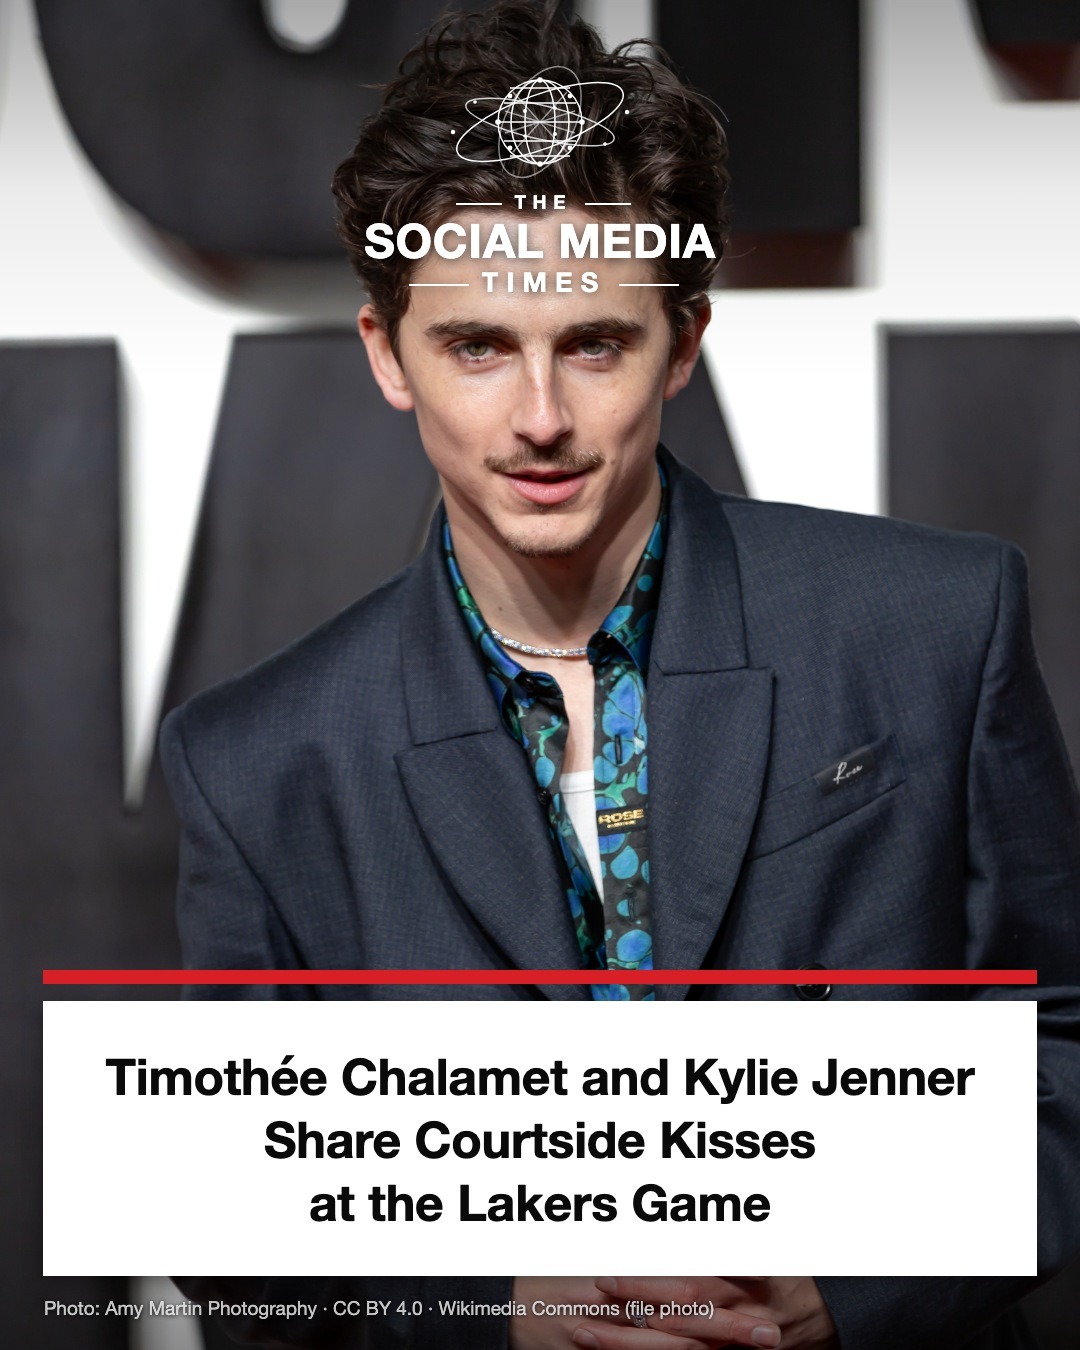 THE
SOCIAL MEDIA
TIMES
ROSE
Timothée Chalamet and Kylie Jenner
Share Courtside Kisses
at the Lakers Game
Photo: Amy Martin Photography · CC BY 4.0 · Wikimedia Commons (file photo)